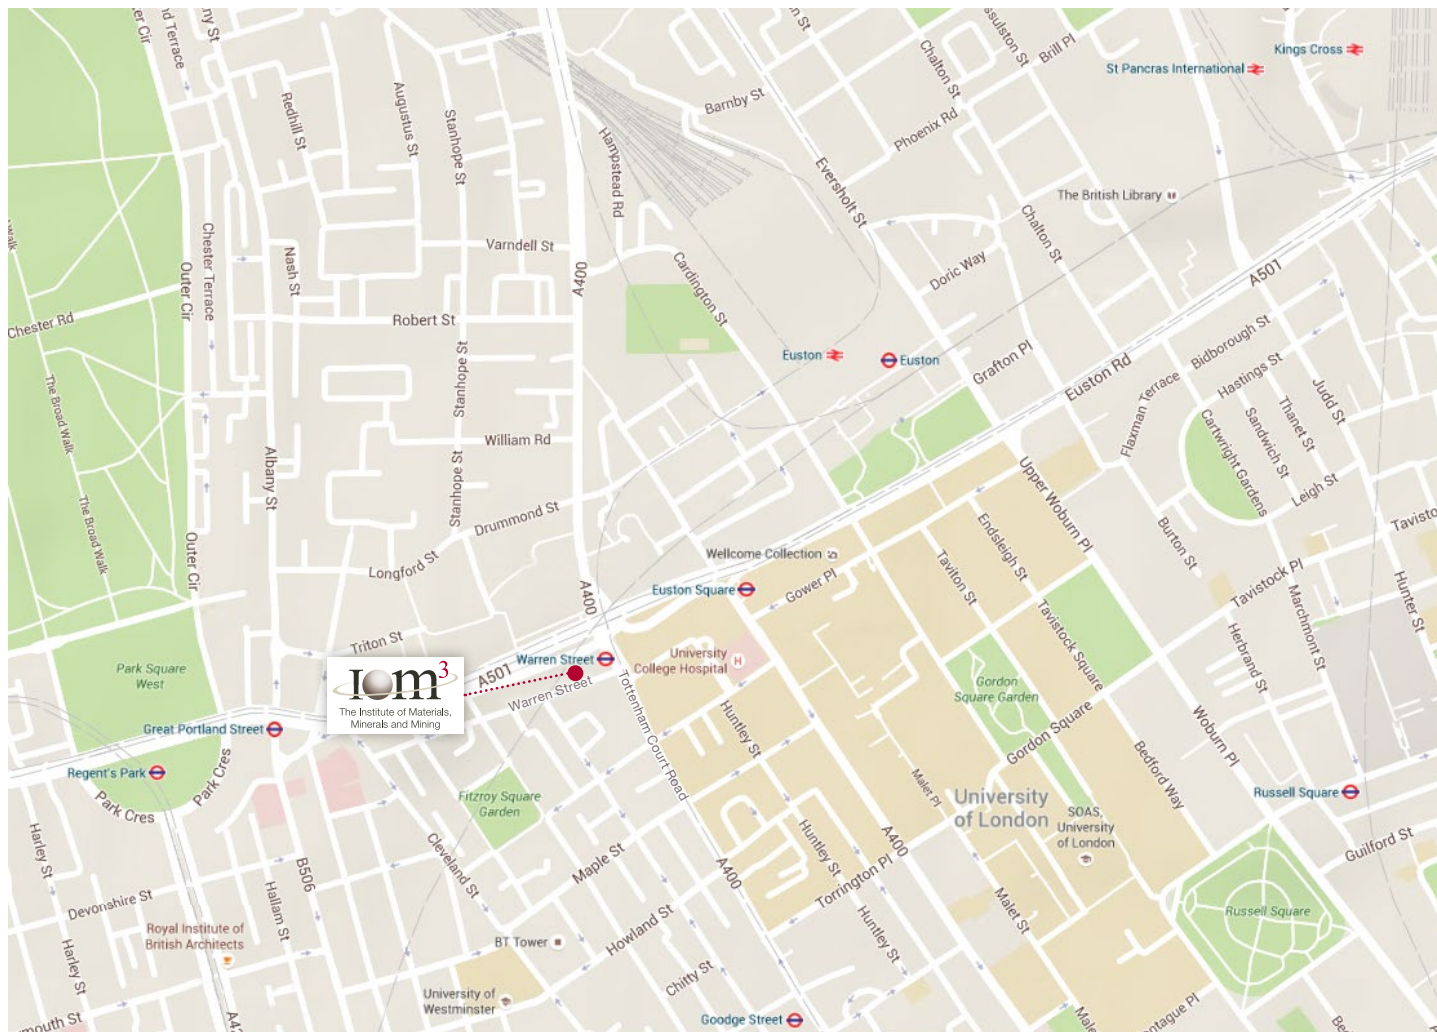 Kings Cross
St Pancras International
Brill Pl
Chalton St
Phoenix Rd
Barnby St
Hampstead Rd
Augustus St
Stanhope St
Redhill St
Eversholt St
The British Library
Chalton St
Varndell St
Cardington St
Doric Way
A400
A501
Chester Terrace
Outer Cir
Nash St
Chester Rd
Robert St
Euston
Euston
Grafton Pl
Euston Rd
Bidborough St
Hastings St
Flaxman Terrace
Judd St
Thanet St
Sandwich St
Cartwright Gardens
Leigh St
The Broad Walk
Stanhope St
William Rd
Albany St
Stanhope St
Drummond St
Upper Woburn Pl
Endsleigh St
Burton St
The Broad Walk
Outer Cir
Longford St
Wellcome Collection
Euston Square
Gower Pl
Taviton St
Tavistock Pl
Hunter St
Marchmont St
Herbrand St
Tavistock Square
A400
Triton St
Park Square
West
IOM3
The Institute of Materials,
Minerals and Mining
A501
Warren Street
Warren Street
University
College Hospital
Tottenham Court Road
Gordon
Square Garden
Gordon Square
Woburn Pl
Bedford Way
Great Portland Street
Regent's Park
Park Cres
Park Cres
Huntley St
Fitzroy Square
Garden
Malet Pl
University
of London
SOAS,
University
of London
Russell Square
Guilford St
Harley St
Cleveland St
Maple St
Huntley St
A400
A400
Torrington Pl
Devonshire St
B506
Hallam St
Royal Institute of
British Architects
Howland St
BT Tower
Huntley St
Malet St
Russell Square
Harley St
Chitty St
University of
Westminster
Goodge Street